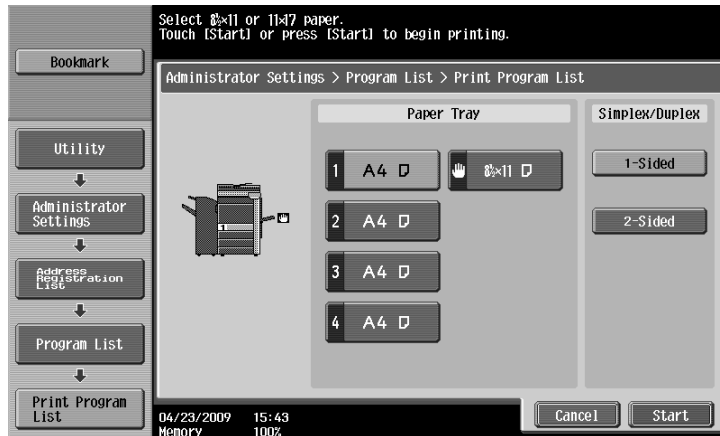 Select 8½×11 or 11×17 paper.
Touch [Start] or press [Start] to begin printing.
Bookmark
Administrator Settings > Program List > Print Program List
Paper Tray
Simplex/Duplex
Utility
1 A4
8½×11
1-Sided
Administrator
Settings
2 A4
2-Sided
1
Address
Registration
List
3 A4
Program List
4 A4
Print Program
List
04/23/2009 15:43
Memory 100%
Cancel
Start